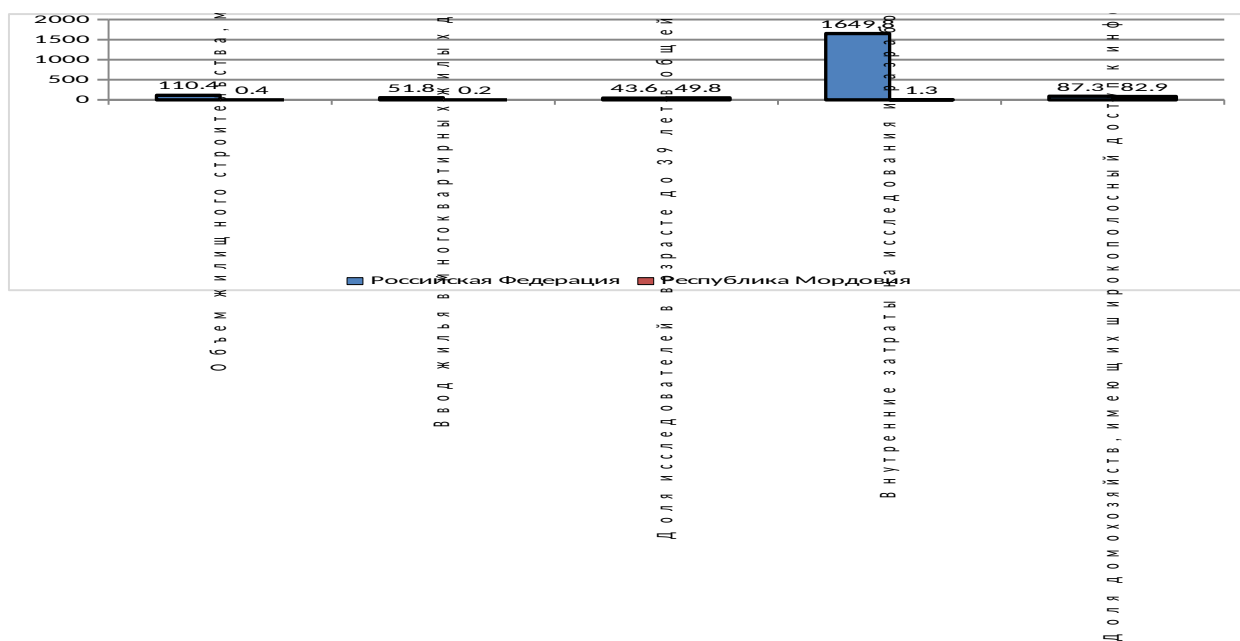 2000
1500
1000
500
0
110.4 0.4 51.8 0.2 43.6 49.8 1649.8 1.3 87.3 82.9
Объем жилищного строительства, м
Ввод жилья в многоквартирных жилых д
Доля исследователей в возрасте до 39 лет в общей
Внутренние затраты на исследования и разрабо
Доля домохозяйств, имеющих широкополосный доступ к инф
Российская Федерация Республика Мордовия